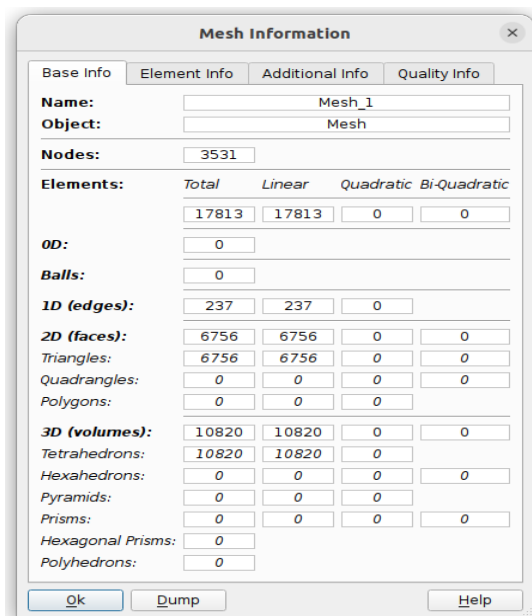 Mesh Information
×
Base Info Element Info Additional Info Quality Info
Name: Mesh_1
Object: Mesh
Nodes: 3531
Elements: Total Linear Quadratic Bi-Quadratic
17813 17813 0 0
0D: 0
Balls: 0
1D (edges): 237 237 0
2D (faces): 6756 6756 0 0
Triangles: 6756 6756 0 0
Quadrangles: 0 0 0 0
Polygons: 0 0 0
3D (volumes): 10820 10820 0 0
Tetrahedrons: 10820 10820 0
Hexahedrons: 0 0 0 0
Pyramids: 0 0 0
Prisms: 0 0 0 0
Hexagonal Prisms: 0
Polyhedrons: 0
Ok Dump Help